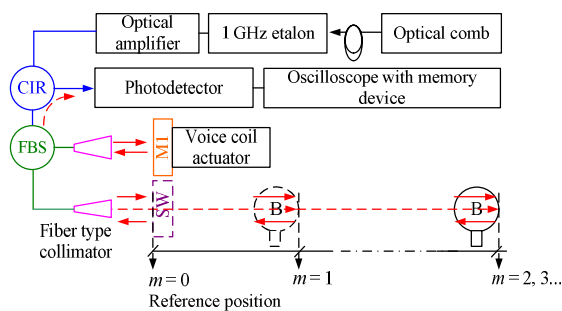 Optical amplifier
1 GHz etalon
Optical comb
CIR
Photodetector
Oscilloscope with memory device
FBS
M1
Voice coil actuator
SW
B
B
Fiber type collimator
m = 0
m = 1
m = 2, 3...
Reference position